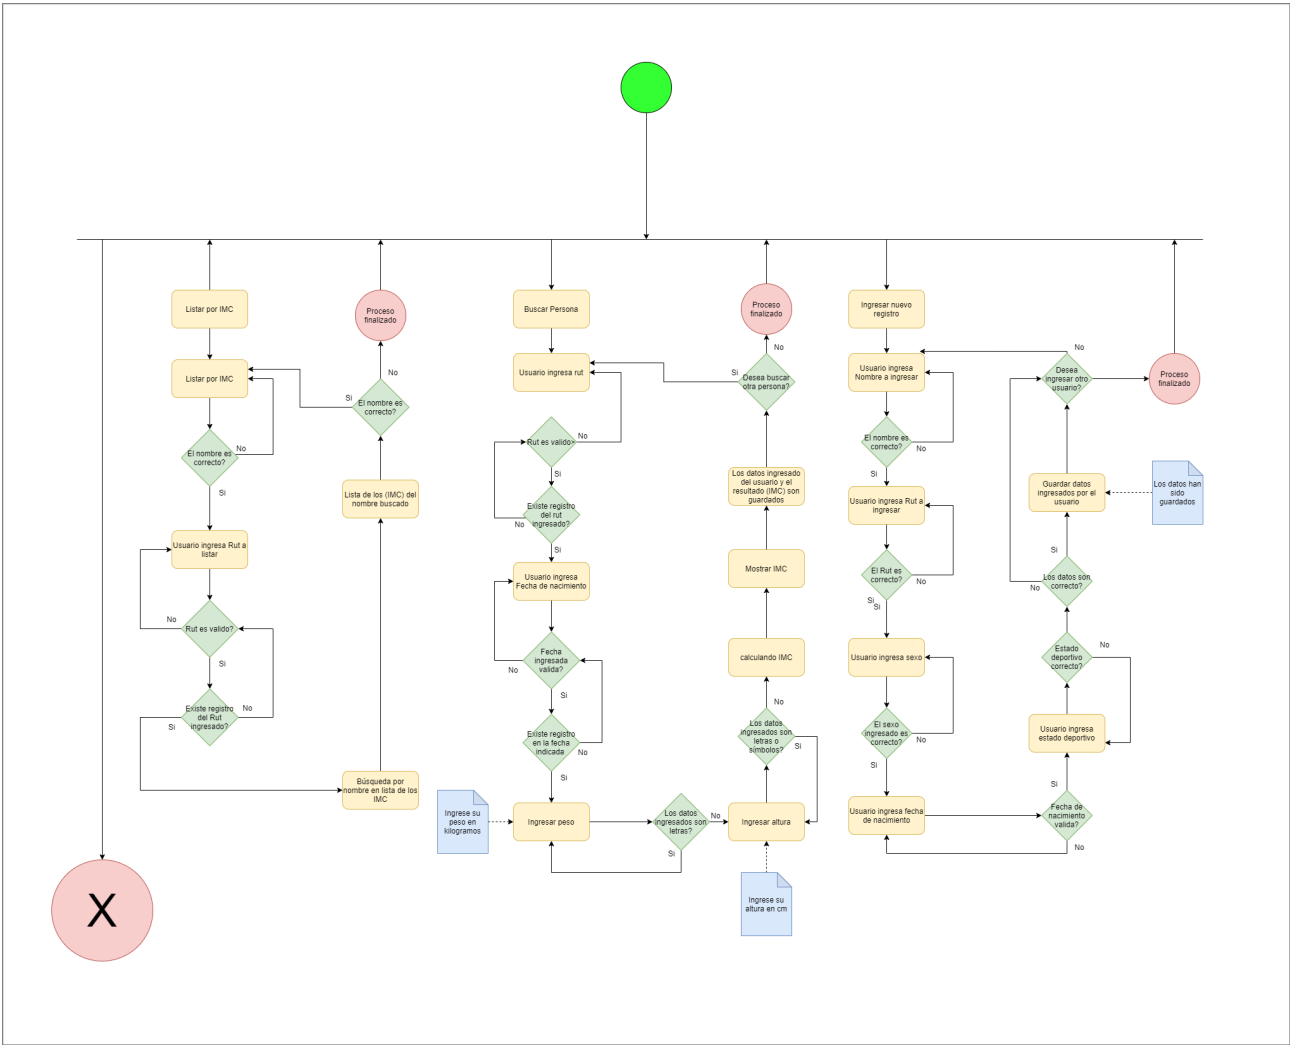 Listar por IMC
Listar por IMC
El nombre es
correcto?
No
Si
Usuario ingresa Rut a
listar
Rut es valido?
No
Si
Existe registro
del Rut
ingresado?
No
Si
Proceso
finalizado
No
El nombre es
correcto?
Si
Lista de los (IMC) del
nombre buscado
Búsqueda por
nombre en lista de los
IMC
X
Buscar Persona
Usuario ingresa rut
Rut es valido?
No
Si
Existe registro
del rut
ingresado?
No
Si
Usuario ingresa
Fecha de nacimiento
Fecha
ingresada
valida?
No
Si
Existe registro
en la fecha
indicada
No
Si
Ingrese su
peso en
kilogramos
Ingresar peso
Los datos
ingresados son
letras?
No
Si
Ingresar altura
Ingrese su
altura en cm
Los datos
ingresados son
letras o
símbolos?
Si
No
calculando IMC
Mostrar IMC
Los datos ingresado
del usuario y el
resultado (IMC) son
guardados
Desea buscar
otra persona?
Si
No
Proceso
finalizado
Ingresar nuevo
registro
Usuario ingresa
Nombre a ingresar
El nombre es
correcto?
No
Si
Usuario ingresa Rut a
ingresar
El Rut es
correcto?
No
Si
Si
Usuario ingresa sexo
El sexo
ingresado es
correcto?
No
Si
Usuario ingresa fecha
de nacimiento
Fecha de
nacimiento
valida?
No
Si
Usuario ingresa
estado deportivo
Estado
deportivo
correcto?
No
Los datos son
correcto?
No
Si
Guardar datos
ingresados por el
usuario
Los datos han
sido
guardados
Desea
ingresar otro
usuario?
No
Proceso
finalizado